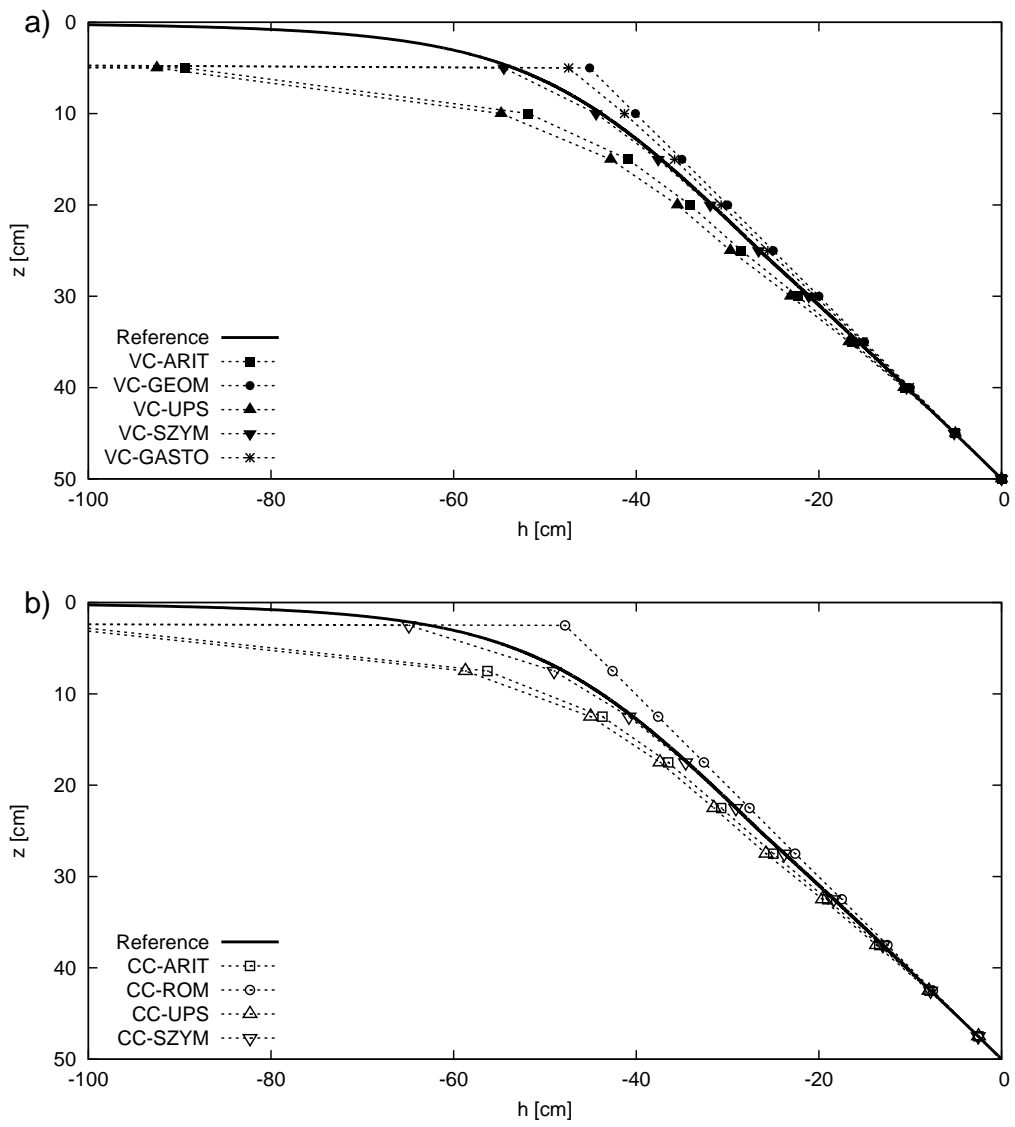 a)
0
10
20
30
40
50
z [cm]
Reference
VC-ARIT
VC-GEOM
VC-UPS
VC-SZYM
VC-GASTO
-100
-80
-60
-40
-20
0
h [cm]
b)
0
10
20
30
40
50
z [cm]
Reference
CC-ARIT
CC-ROM
CC-UPS
CC-SZYM
-100
-80
-60
-40
-20
0
h [cm]